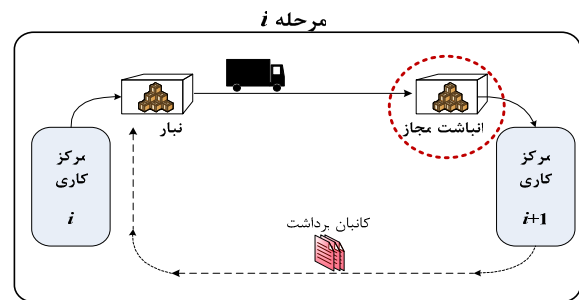 مرحله i
نبار
انباشت مجاز
مرکز
کاری
i
مرکز
کاری
i+1
کانبان برداشت